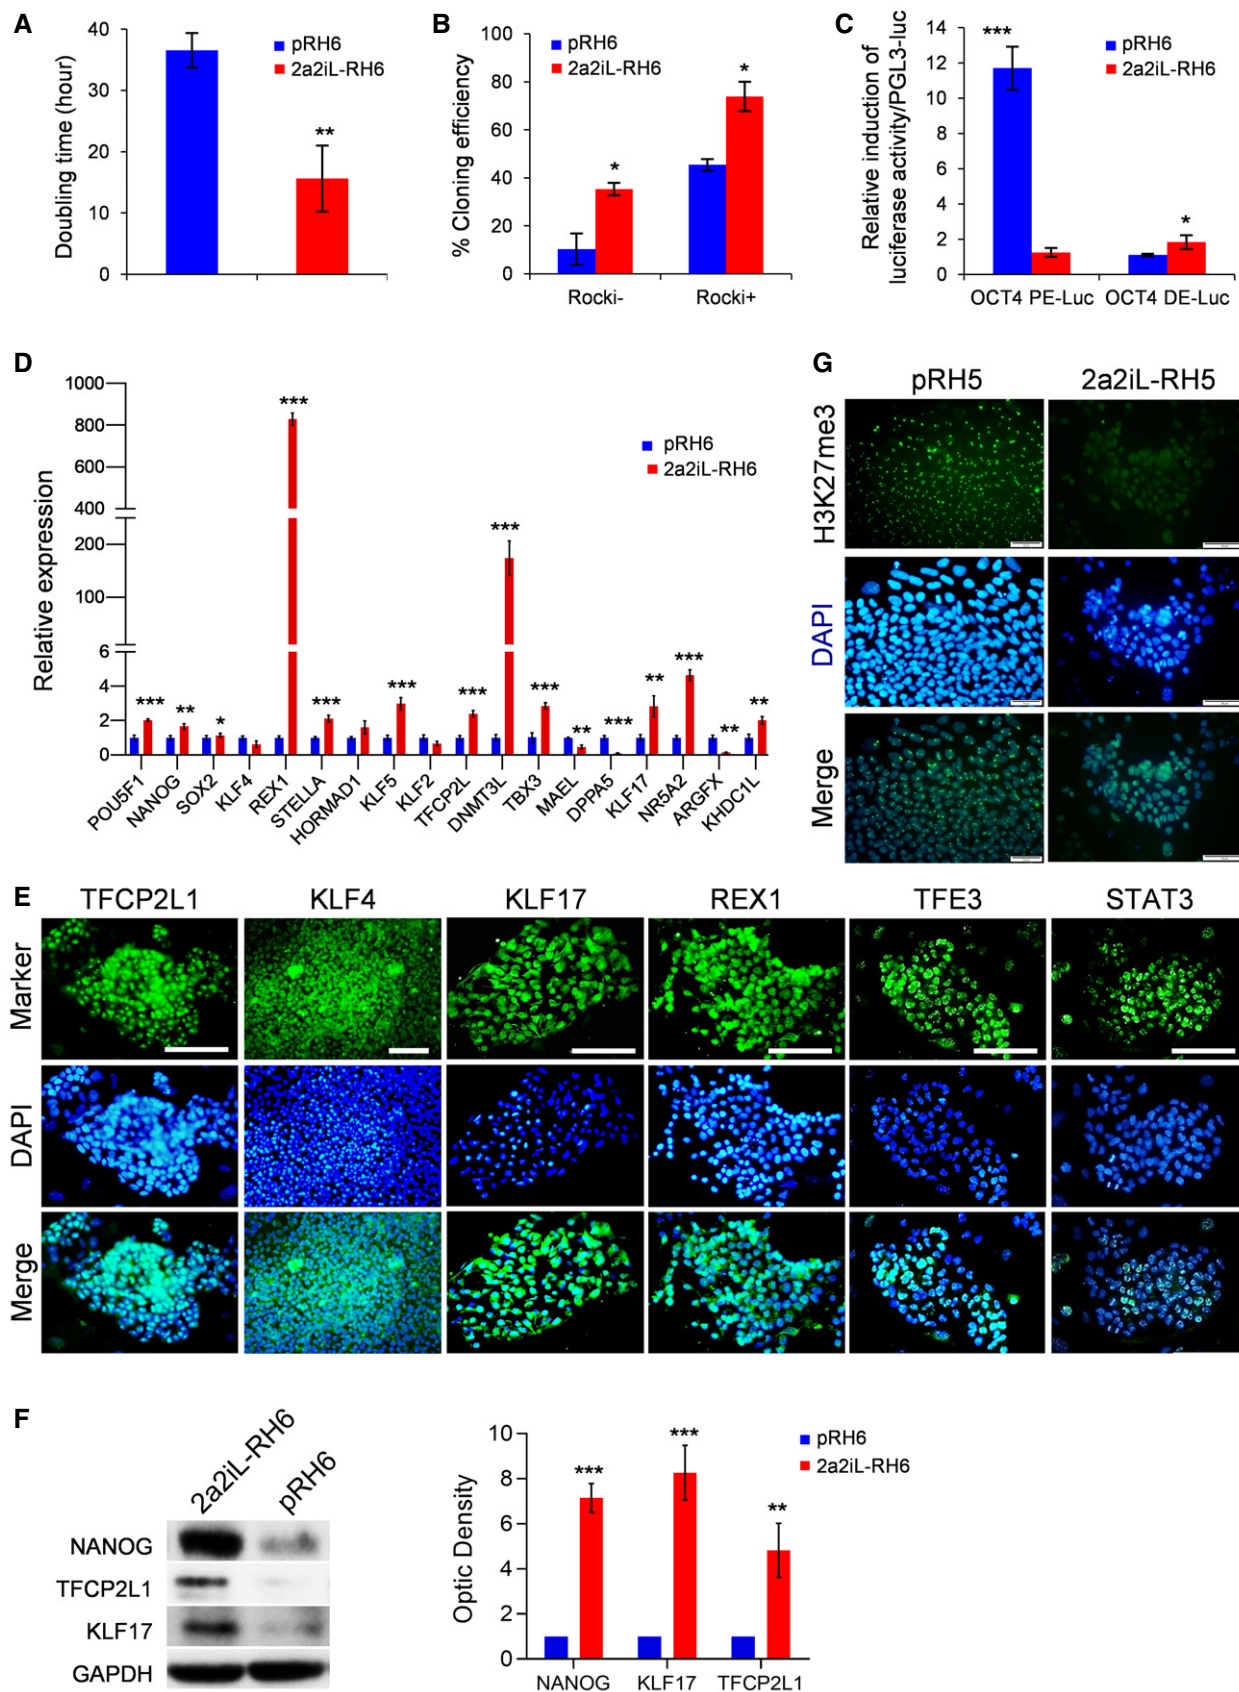 A
Doubling time (hour)
40
30
20
10
0
pRH6
2a2iL-RH6
**
B
% Cloning efficiency
100
80
60
40
20
0
pRH6
2a2iL-RH6
*
*
Rocki-
Rocki+
C
Relative induction of
luciferase activity/PGL3-luc
14
12
10
8
6
4
2
0
***
pRH6
2a2iL-RH6
*
OCT4 PE-Luc
OCT4 DE-Luc
D
Relative expression
1000
800
600
400
200
100
6
4
2
0
pRH6
2a2iL-RH6
*** ** * *** *** *** *** *** *** ** *** ** *** ** **
POU5F1
NANOG
SOX2
KLF4
REX1
STELLA
HORMAD1
KLF5
KLF2
TFCP2L
DNMT3L
TBX3
MAEL
DPPA5
KLF17
NR5A2
ARGFX
KHDC1L
G
pRH5
2a2iL-RH5
H3K27me3
DAPI
Merge
E
TFCP2L1
KLF4
KLF17
REX1
TFE3
STAT3
Marker
DAPI
Merge
F
2a2iL-RH6
pRH6
NANOG
TFCP2L1
KLF17
GAPDH
Optic Density
10
8
6
4
2
0
***
***
**
pRH6
2a2iL-RH6
NANOG
KLF17
TFCP2L1